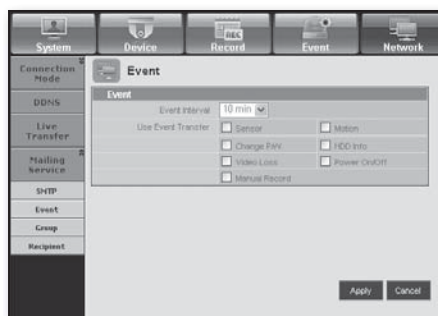 System Device Record Event Network
REC
Connection Mode
DDNS
Live Transfer
Mailing Service
SMTP
Event
Group
Recipient
Event
Event
Event Interval 10 min
Use Event Transfer Sensor Motion
Change P/W HDD Info
Video Loss Power On/Off
Manual Record
Apply Cancel